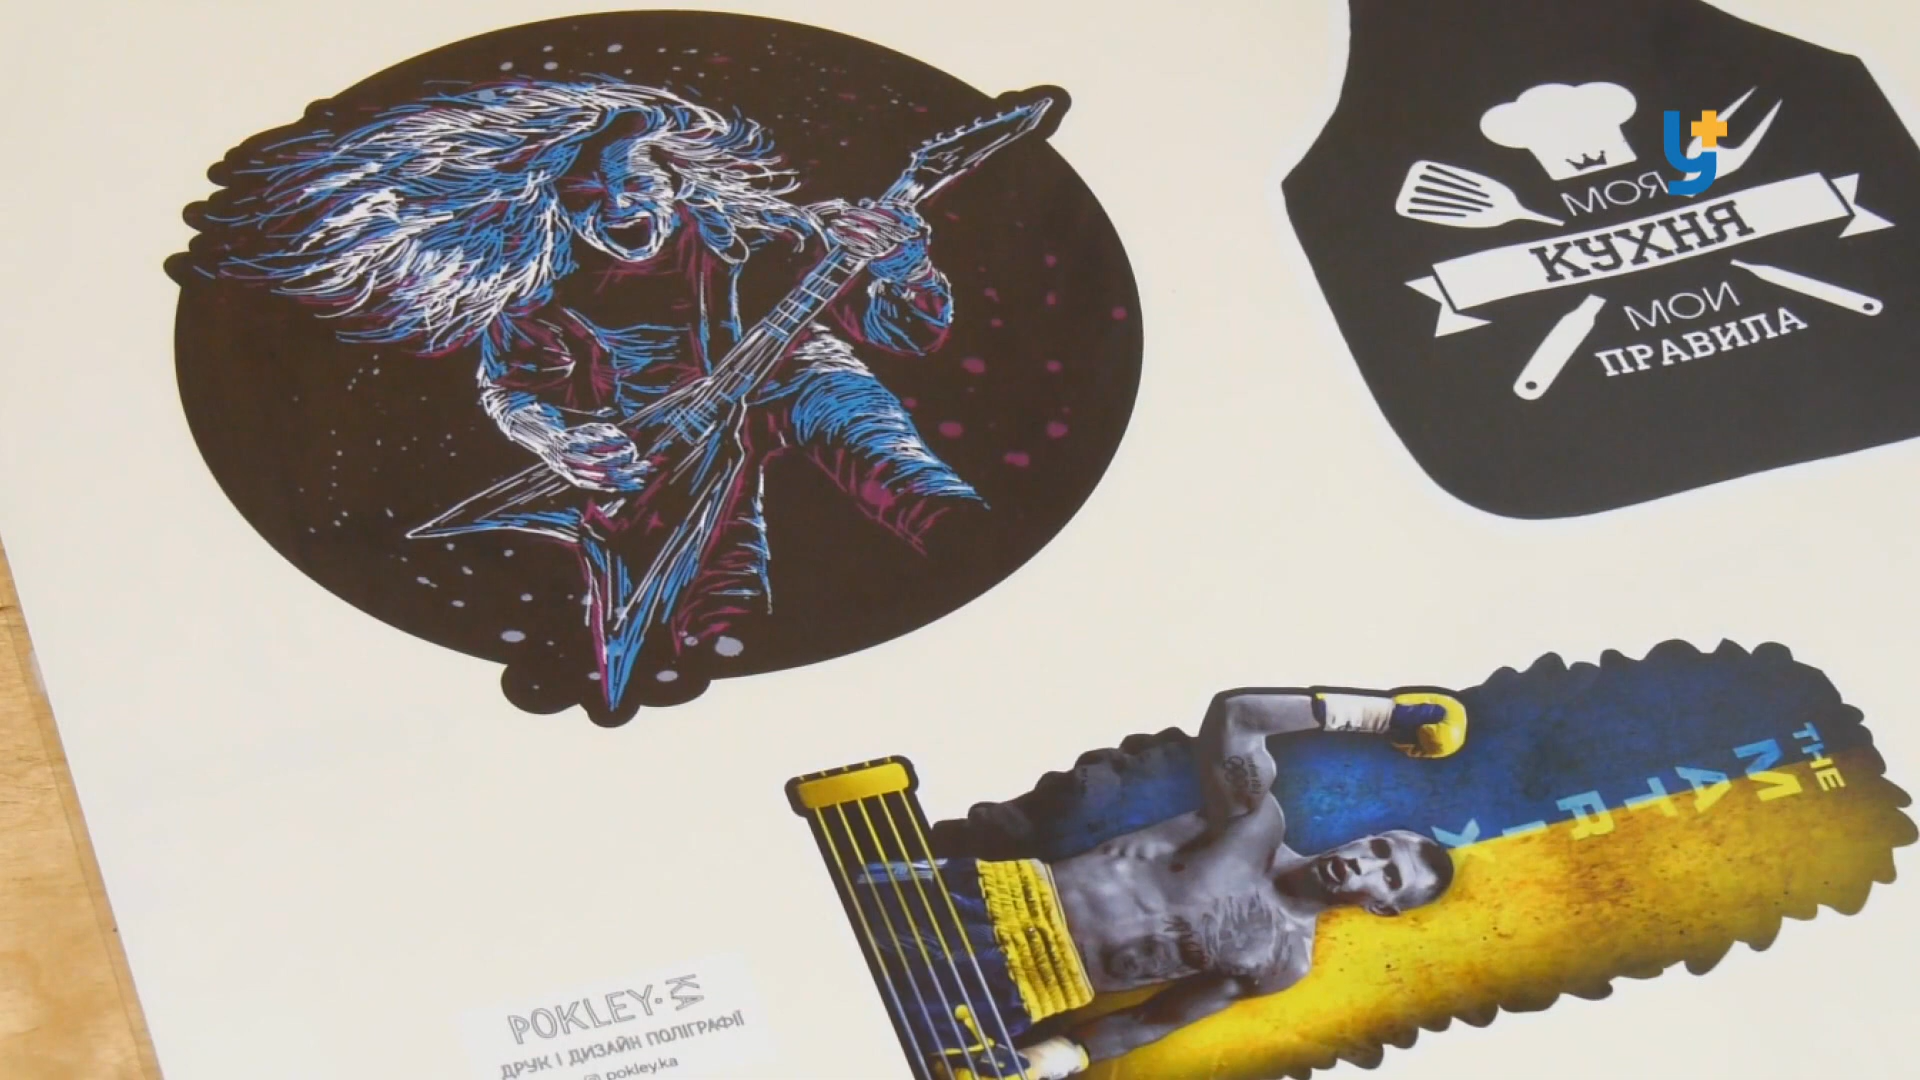 У+
МОЯ
КУХНЯ
МОИ
ПРАВИЛА
THE
MATRIX
POKLEY·KA
ДРУК І ДИЗАЙН ПОЛІГРАФІЇ
pokley.ka